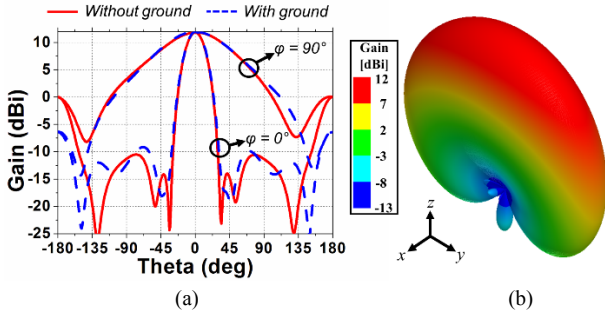 Without ground
With ground
Gain (dBi)
10
5
0
-5
-10
-15
-20
-25
φ = 90°
φ = 0°
-180
-135
-90
-45
0
45
90
135
180
Theta (deg)
(a)
Gain
[dBi]
12
7
2
-3
-8
-13
z
x
y
(b)